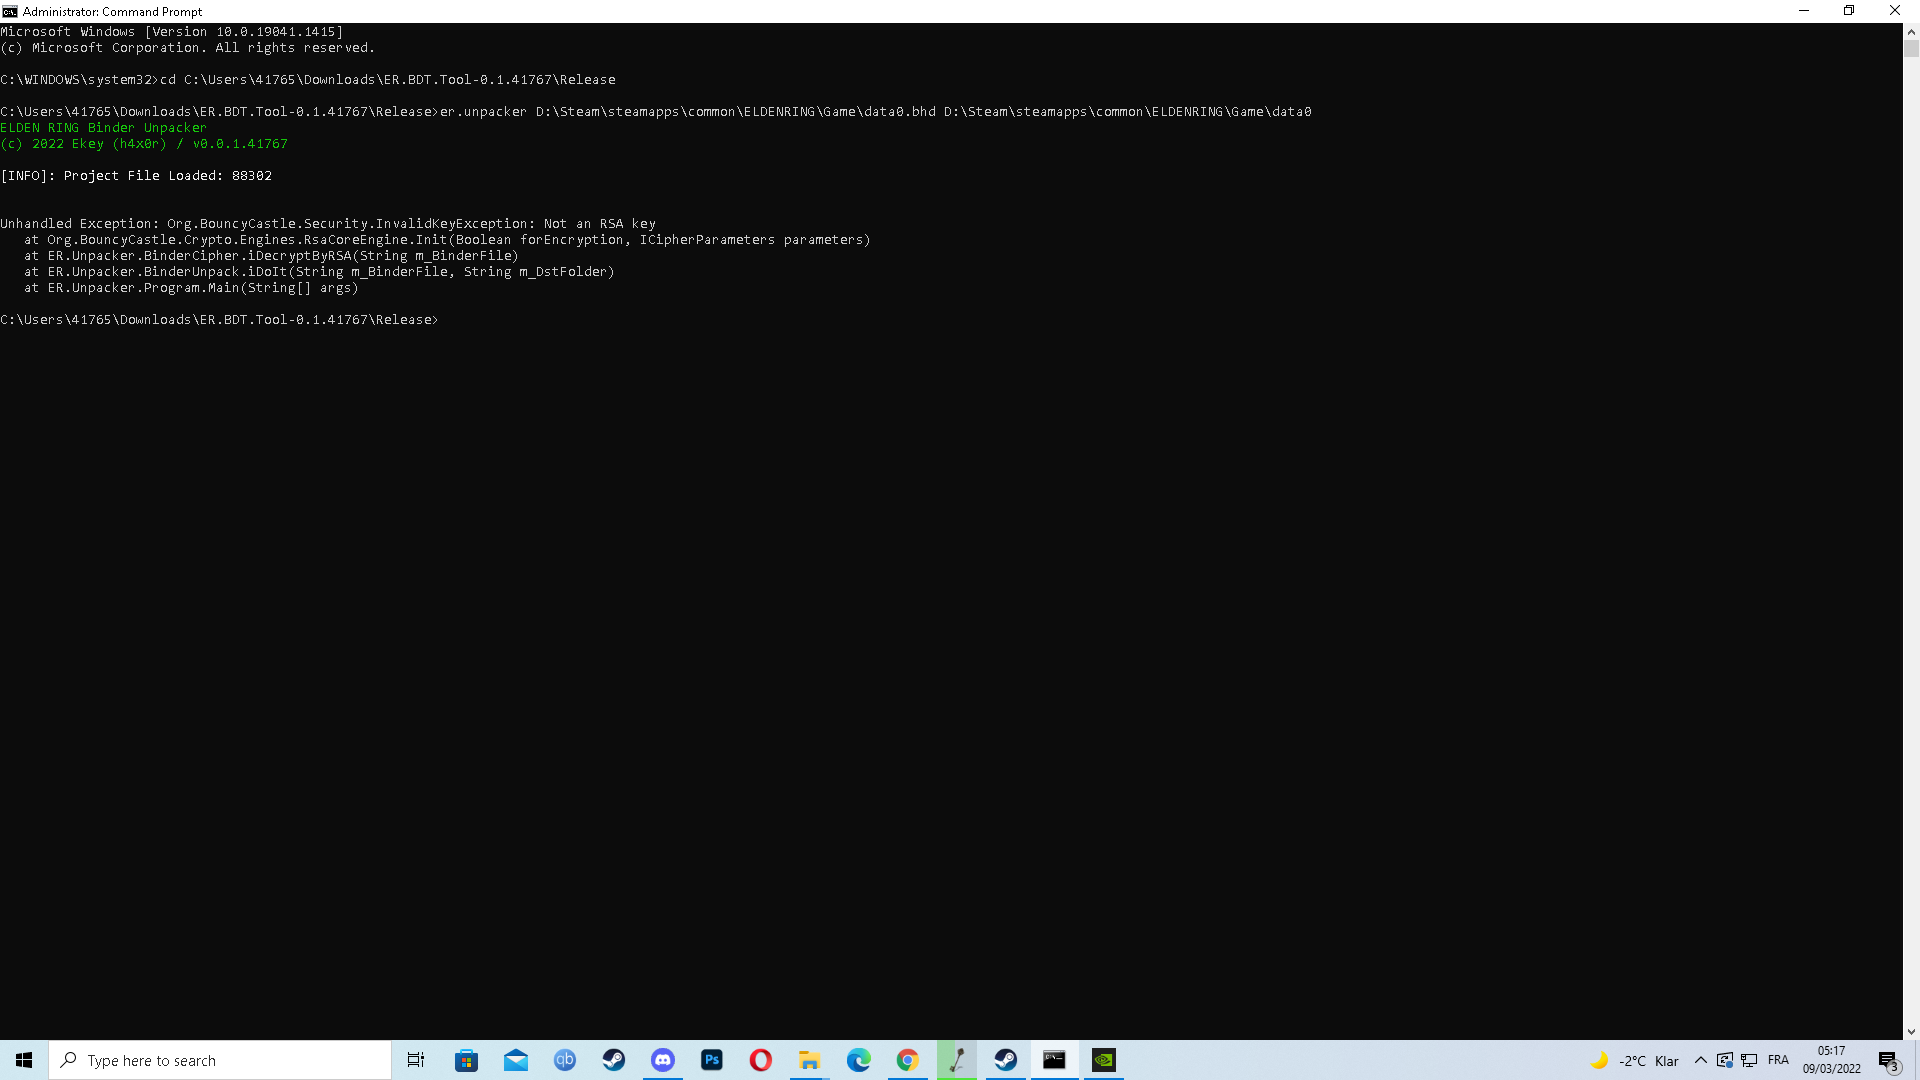 Administrator: Command Prompt
Microsoft Windows [Version 10.0.19041.1415]
(c) Microsoft Corporation. All rights reserved.
C:\WINDOWS\system32>cd C:\Users\41765\Downloads\ER.BDT.Tool-0.1.41767\Release
C:\Users\41765\Downloads\ER.BDT.Tool-0.1.41767\Release>er.unpacker D:\Steam\steamapps\common\ELDENRING\Game\data0.bhd D:\Steam\steamapps\common\ELDENRING\Game\data0
ELDEN RING Binder Unpacker
(c) 2022 Ekey (h4x0r) / v0.0.1.41767
[INFO]: Project File Loaded: 88302
Unhandled Exception: Org.BouncyCastle.Security.InvalidKeyException: Not an RSA key
at Org.BouncyCastle.Crypto.Engines.RsaCoreEngine.Init(Boolean forEncryption, ICipherParameters parameters)
at ER.Unpacker.BinderCipher.iDecryptByRSA(String m_BinderFile)
at ER.Unpacker.BinderUnpack.iDoIt(String m_BinderFile, String m_DstFolder)
at ER.Unpacker.Program.Main(String[] args)
C:\Users\41765\Downloads\ER.BDT.Tool-0.1.41767\Release>
Type here to search
qb
Ps
-2°C Klar
FRA
05:17
09/03/2022
3